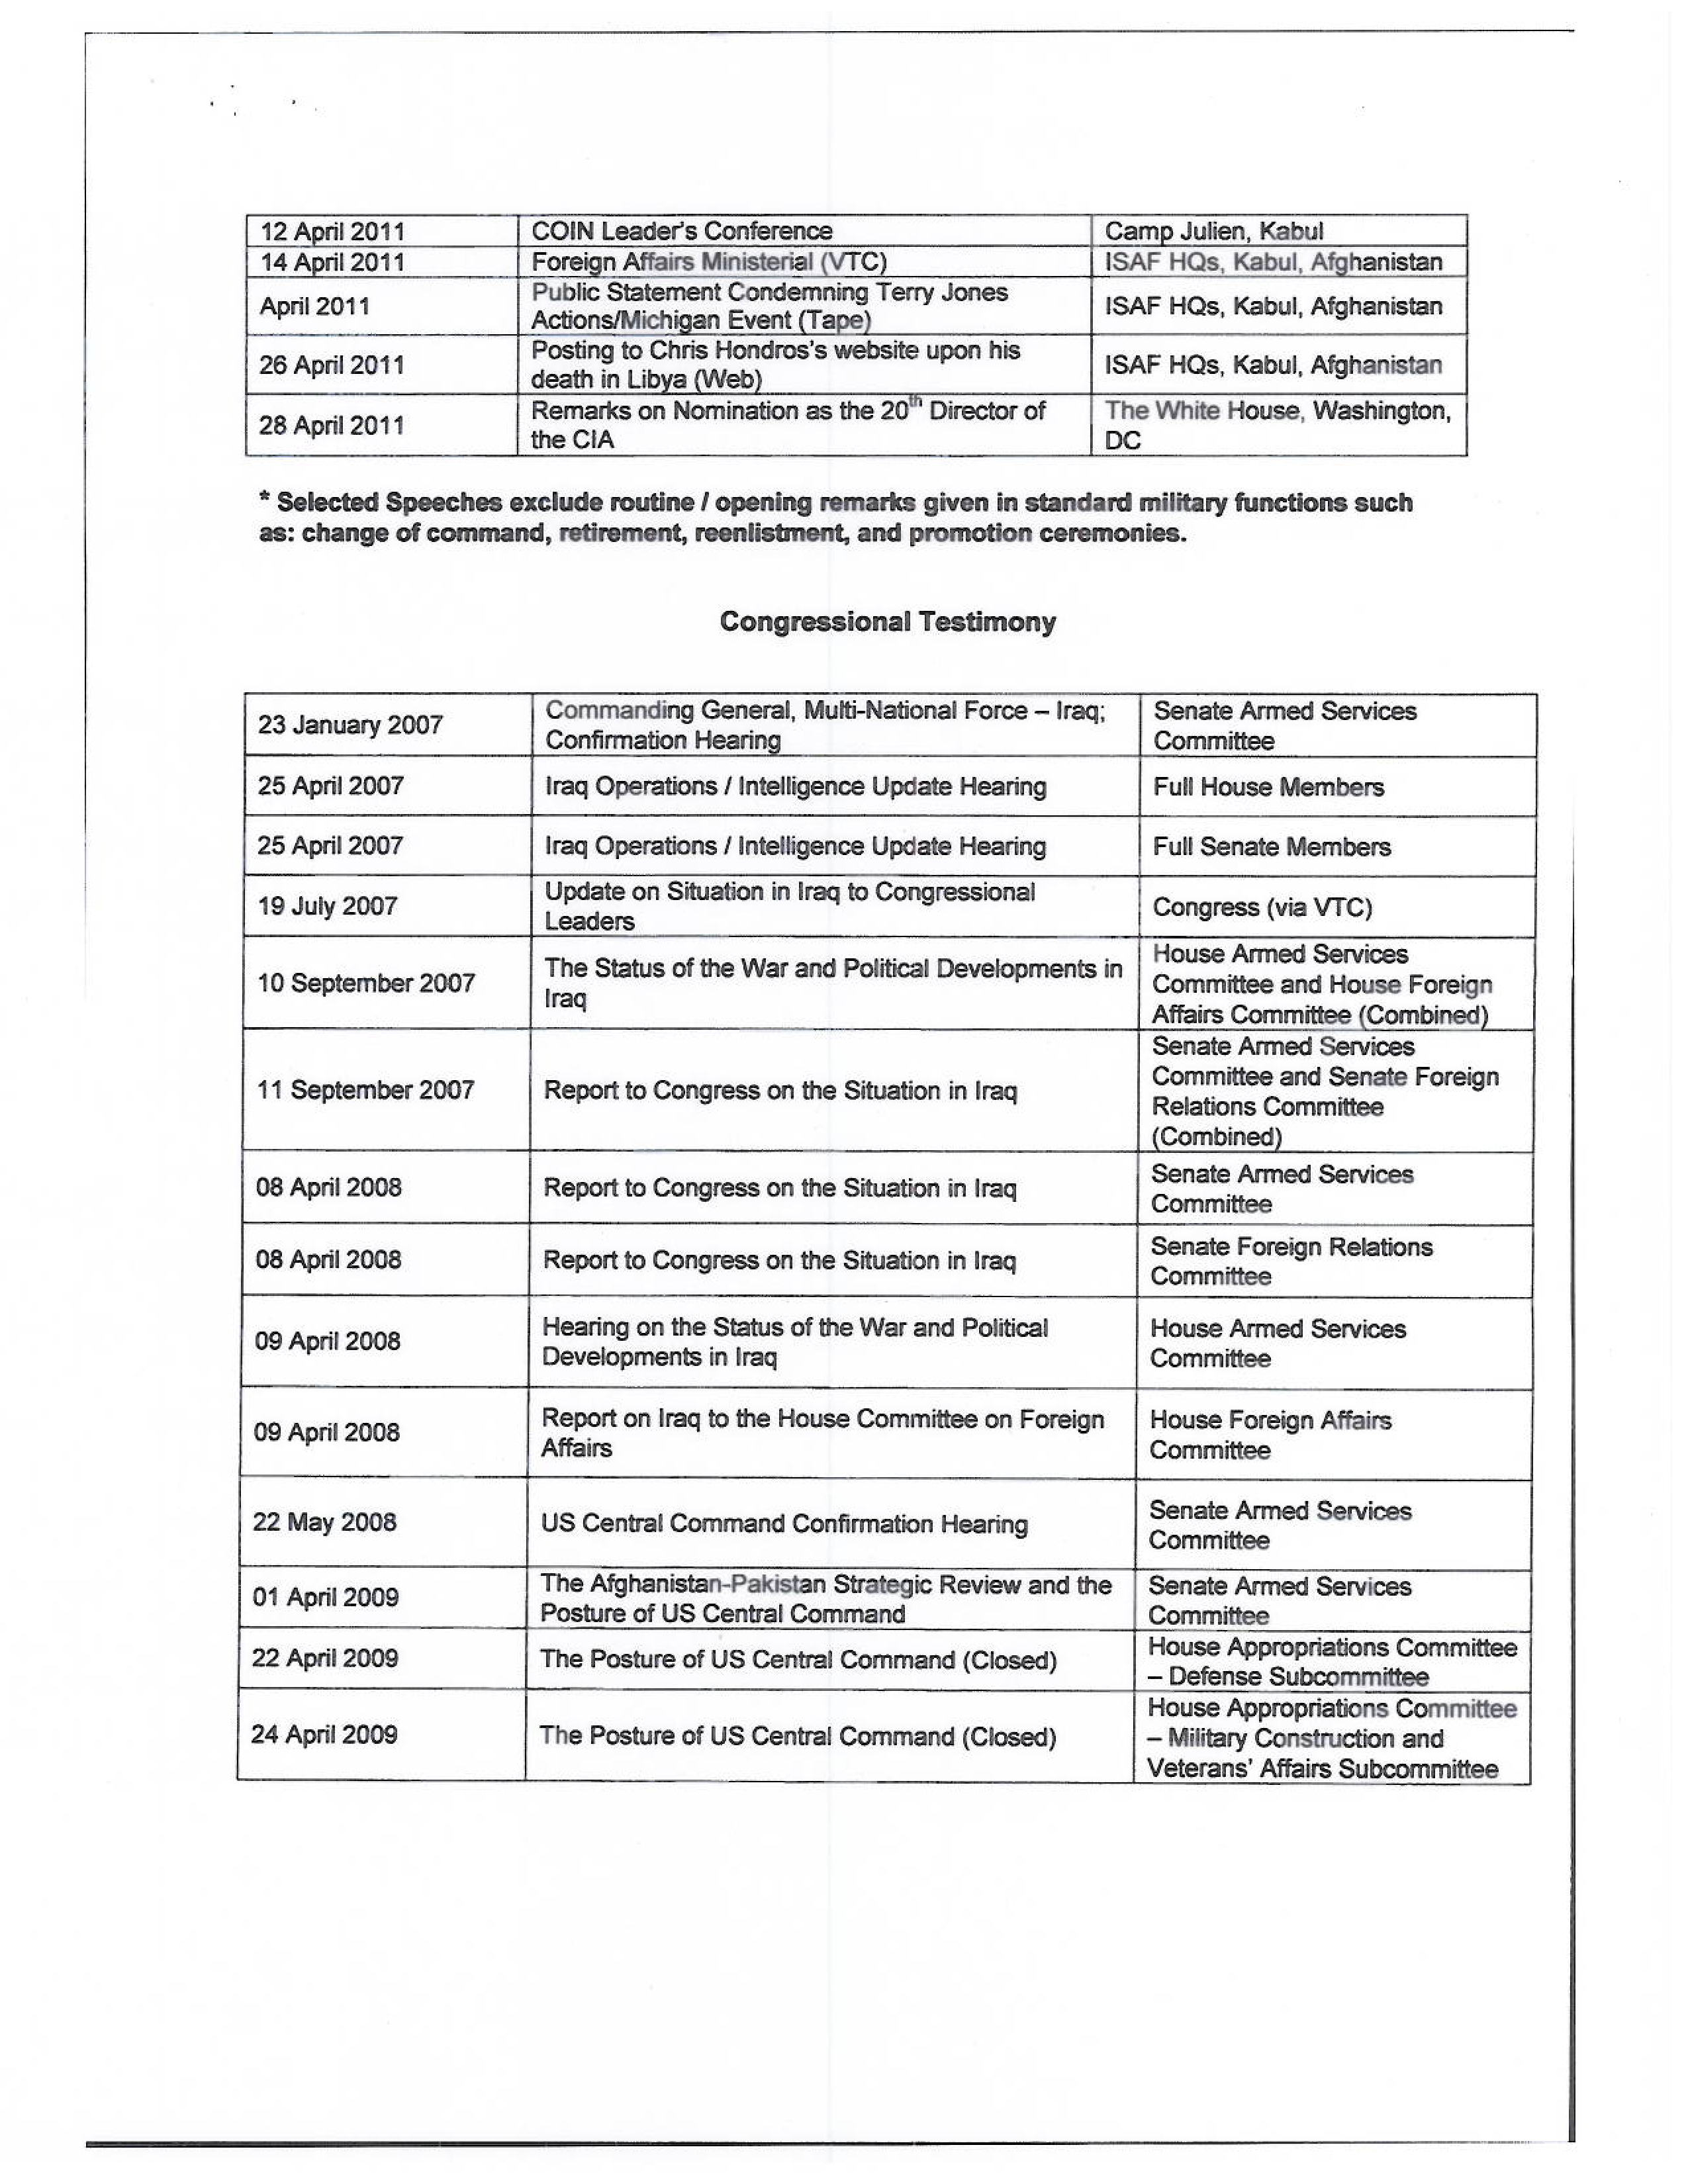 12 April 2011 COIN Leader's Conference Camp Julien, Kabul
14 April 2011 Foreign Affairs Ministerial (VTC) ISAF HQs, Kabul, Afghanistan
April 2011 Public Statement Condemning Terry Jones
Actions/Michigan Event (Tape) ISAF HQs, Kabul, Afghanistan
26 April 2011 Posting to Chris Hondros's website upon his
death in Libya (Web) ISAF HQs, Kabul, Afghanistan
28 April 2011 Remarks on Nomination as the 20th Director of
the CIA The White House, Washington,
DC
* Selected Speeches exclude routine / opening remarks given in standard military functions such
as: change of command, retirement, reenlistment, and promotion ceremonies.
Congressional Testimony
23 January 2007 Commanding General, Multi-National Force – Iraq;
Confirmation Hearing Senate Armed Services
Committee
25 April 2007 Iraq Operations / Intelligence Update Hearing Full House Members
25 April 2007 Iraq Operations / Intelligence Update Hearing Full Senate Members
19 July 2007 Update on Situation in Iraq to Congressional
Leaders Congress (via VTC)
10 September 2007 The Status of the War and Political Developments in
Iraq House Armed Services
Committee and House Foreign
Affairs Committee (Combined)
11 September 2007 Report to Congress on the Situation in Iraq Senate Armed Services
Committee and Senate Foreign
Relations Committee
(Combined)
08 April 2008 Report to Congress on the Situation in Iraq Senate Armed Services
Committee
08 April 2008 Report to Congress on the Situation in Iraq Senate Foreign Relations
Committee
09 April 2008 Hearing on the Status of the War and Political
Developments in Iraq House Armed Services
Committee
09 April 2008 Report on Iraq to the House Committee on Foreign
Affairs House Foreign Affairs
Committee
22 May 2008 US Central Command Confirmation Hearing Senate Armed Services
Committee
01 April 2009 The Afghanistan-Pakistan Strategic Review and the
Posture of US Central Command Senate Armed Services
Committee
22 April 2009 The Posture of US Central Command (Closed) House Appropriations Committee
– Defense Subcommittee
24 April 2009 The Posture of US Central Command (Closed) House Appropriations Committee
– Military Construction and
Veterans' Affairs Subcommittee